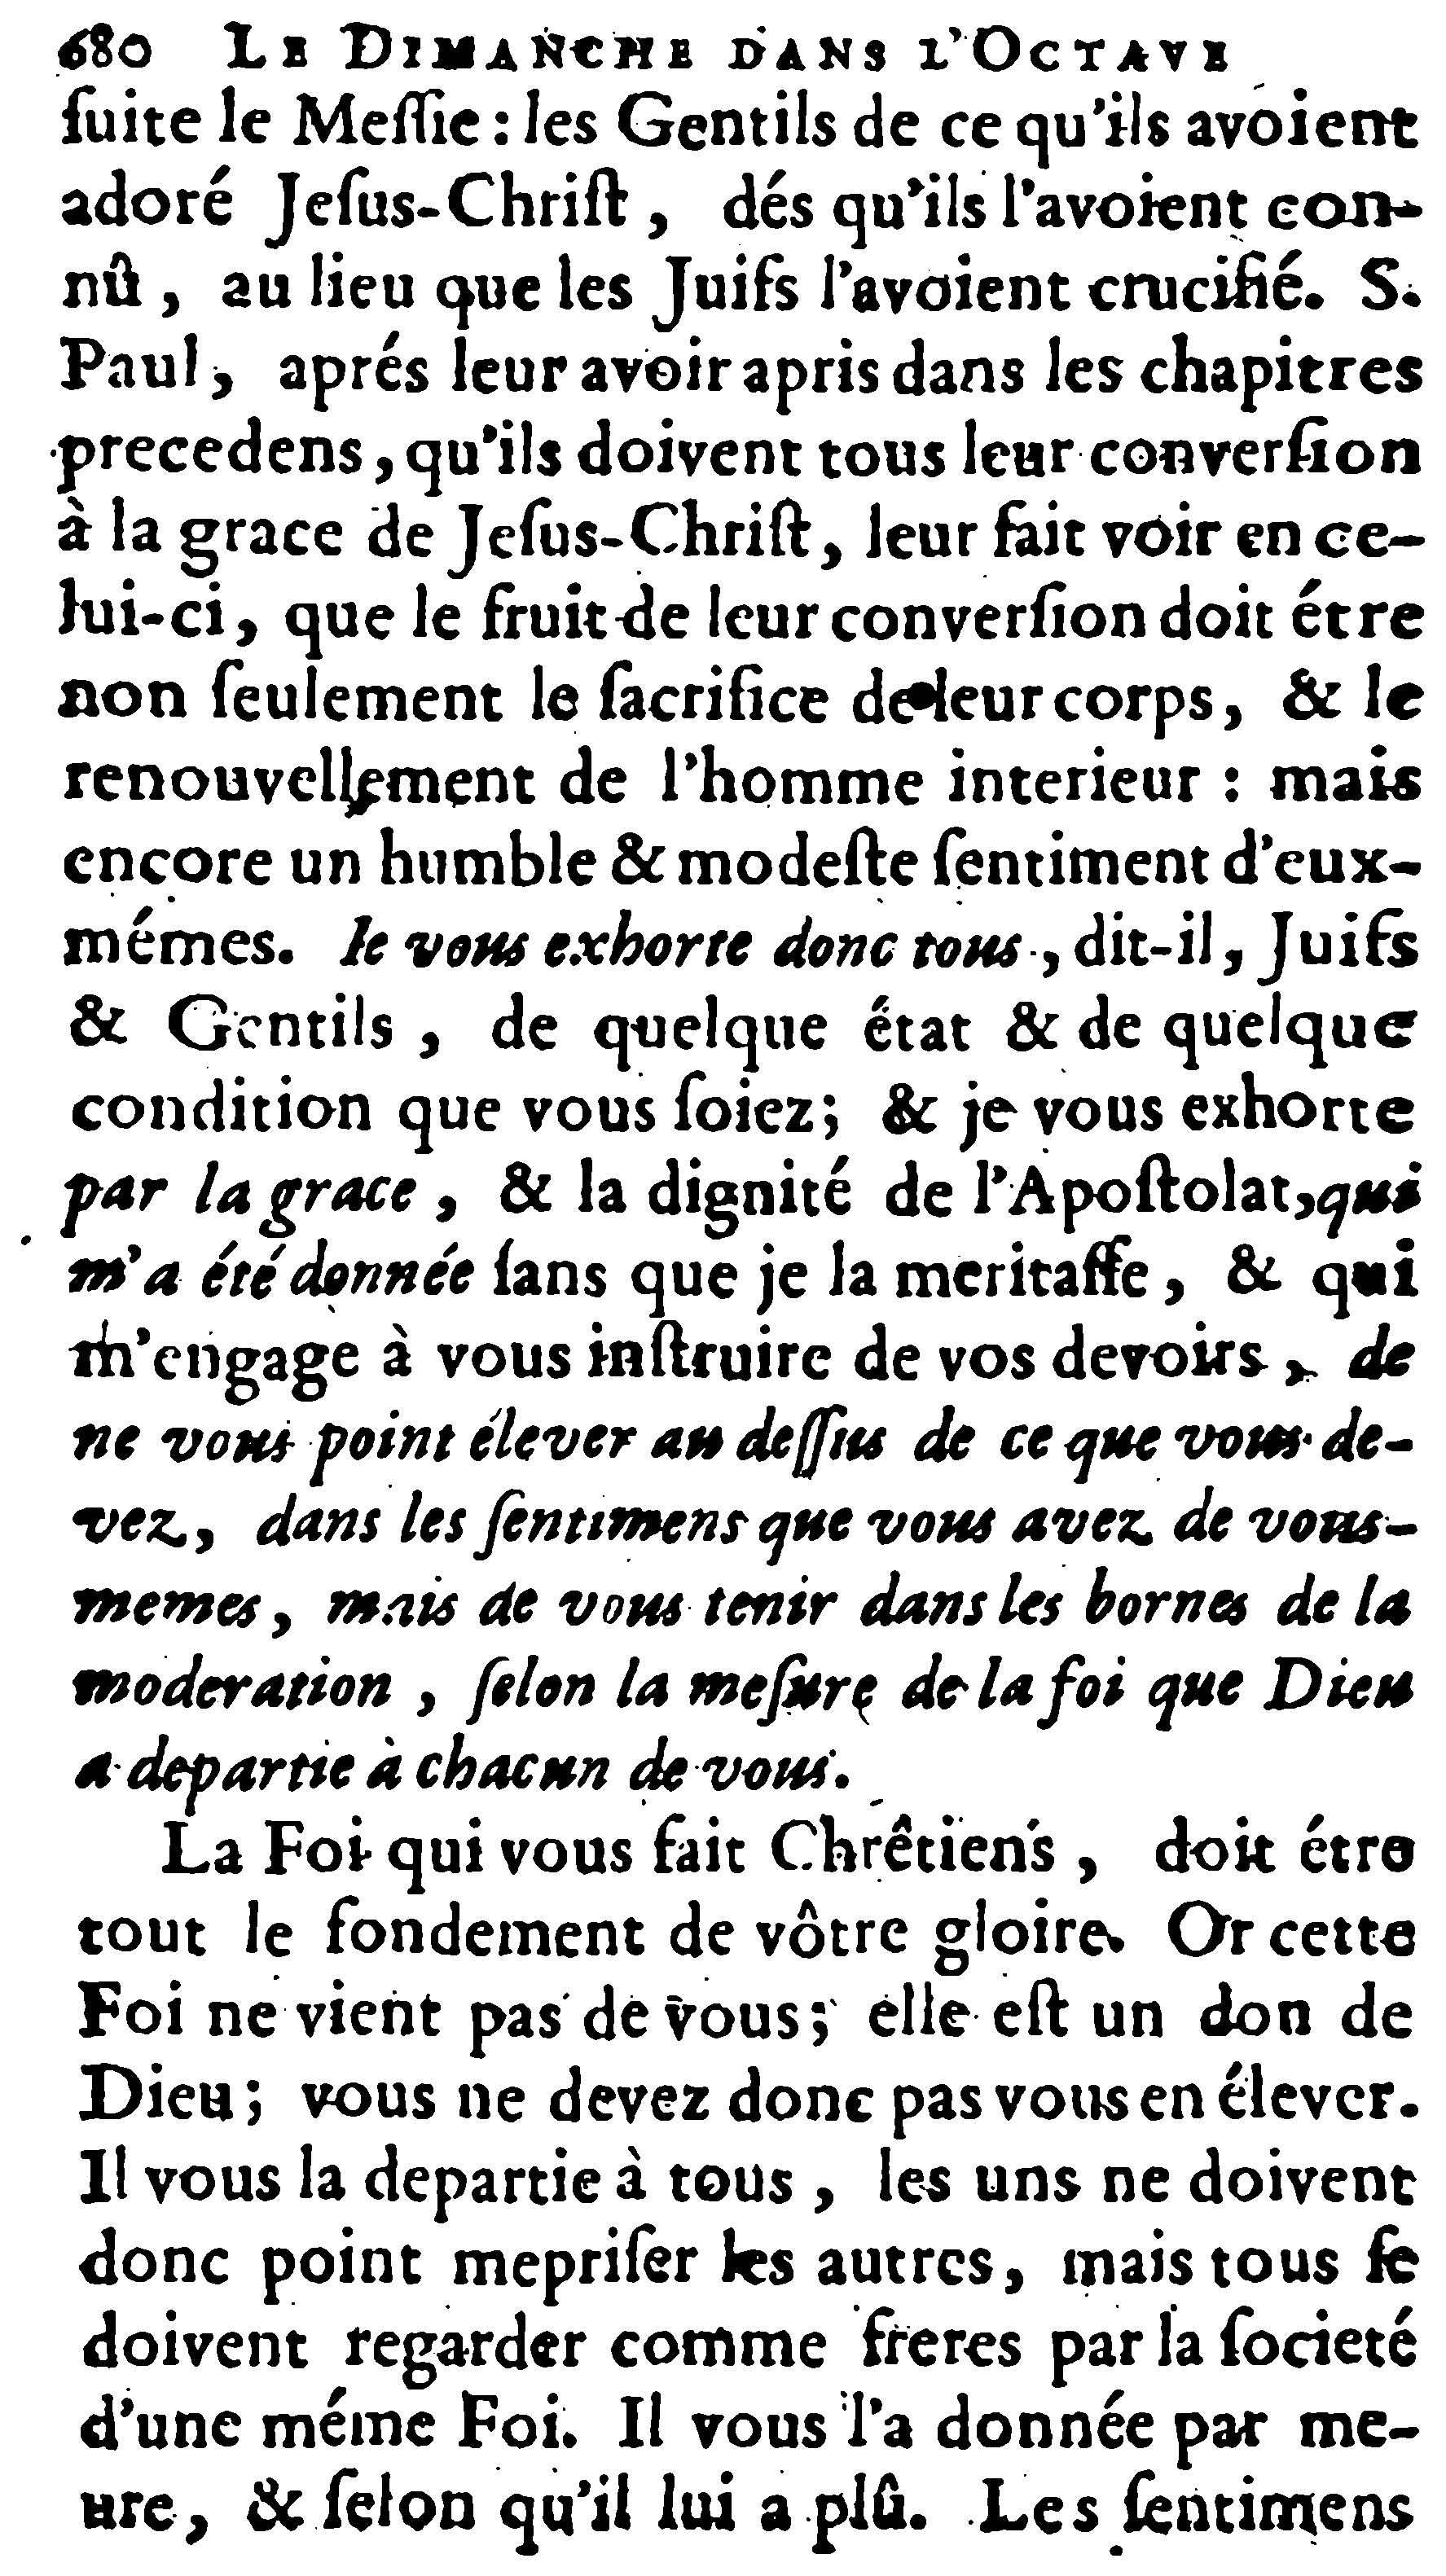 680 LE DIMANCHE DANS L'OCTAVE
ſuite le Meſſie : les Gentils de ce qu'ils avoient
adoré Jeſus-Chriſt, dés qu'ils l'avoient con-
nû, au lieu que les Juifs l'avoient crucifié. S.
Paul, aprés leur avoir apris dans les chapitres
precedens, qu'ils doivent tous leur converſion
à la grace de Jeſus-Chriſt, leur fait voir en ce-
lui-ci, que le fruit de leur converſion doit étre
non ſeulement le ſacrifice de leur corps, & le
renouvellement de l'homme interieur : mais
encore un humble & modeſte ſentiment d'eux-
mémes. Ie vous exhorte donc tous, dit-il, Juifs
& Gentils, de quelque état & de quelque
condition que vous ſoiez; & je vous exhorte
par la grace, & la dignité de l'Apoſtolat, qui
m'a été donnée ſans que je la meritaſſe, & qui
m'engage à vous inſtruire de vos devoirs, de
ne vous point élever au deſſus de ce que vous de-
vez, dans les ſentimens que vous avez de vous-
memes, mais de vous tenir dans les bornes de la
moderation, ſelon la meſure de la foi que Dieu
a departie à chacun de vous.
La Foi qui vous fait Chrêtiens, doit étre
tout le fondement de vôtre gloire. Or cette
Foi ne vient pas de vous; elle eſt un don de
Dieu; vous ne devez donc pas vous en élever.
Il vous la departie à tous, les uns ne doivent
donc point mepriſer les autres, mais tous ſe
doivent regarder comme freres par la ſocieté
d'une méme Foi. Il vous l'a donnée par me-
ure, & ſelon qu'il lui a plû. Les ſentimens